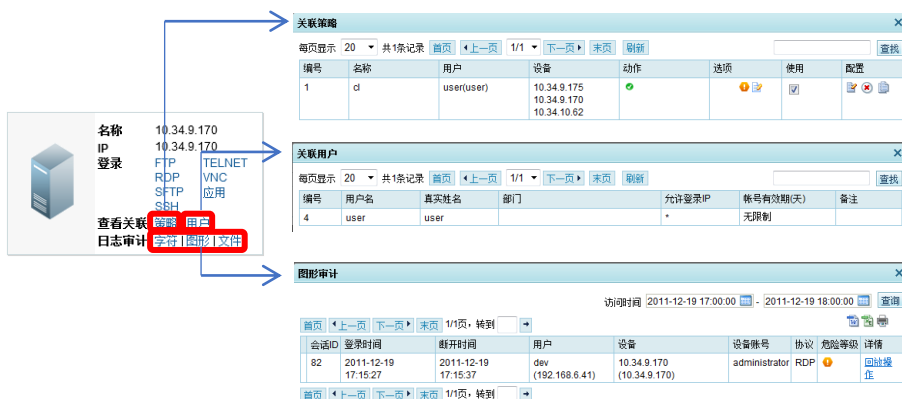 关联策略
每页显示 20 共1条记录 首页 上一页 1/1 下一页 末页 刷新 查找
编号 名称 用户 设备 动作 选项 使用 配置
1 cl user(user) 10.34.9.175
10.34.9.170
10.34.10.62
名称 10.34.9.170
IP 10.34.9.170
登录 FTP TELNET
RDP VNC
SFTP 应用
SSH
查看关联 策略 用户
日志审计 字符 | 图形 | 文件
关联用户
每页显示 20 共1条记录 首页 上一页 1/1 下一页 末页 刷新 查找
编号 用户名 真实姓名 部门 允许登录IP 帐号有效期(天) 备注
4 user user * 无限制
图形审计
访问时间 2011-12-19 17:00:00 - 2011-12-19 18:00:00 查询
首页 上一页 下一页 末页 1/1页，转到
会话ID 登录时间 断开时间 用户 设备 设备账号 协议 危险等级 详情
82 2011-12-19 2011-12-19 dev 10.34.9.170 administrator RDP 回放操
17:15:27 17:15:37 (192.168.6.41) (10.34.9.170) 作
首页 上一页 下一页 末页 1/1页，转到